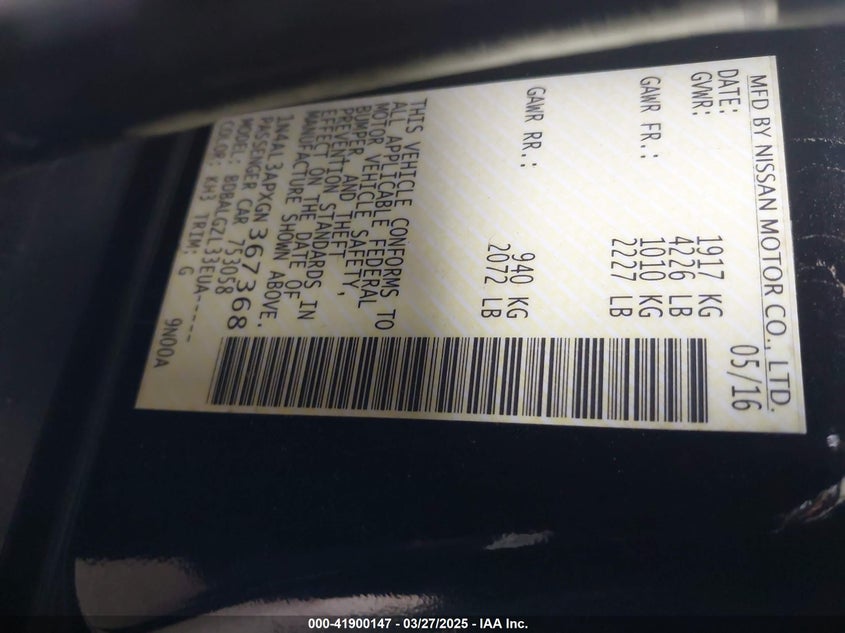 MFD BY NISSAN MOTOR CO., LTD.
DATE: 05/16
GVWR: 1917 KG
4226 LB
GAWR FR.: 1010 KG
2227 LB
GAWR RR.: 940 KG
2072 LB
THIS VEHICLE CONFORMS TO
ALL APPLICABLE FEDERAL
MOTOR VEHICLE SAFETY,
BUMPER, AND THEFT
PREVENTION STANDARDS IN
EFFECT ON THE DATE OF
MANUFACTURE SHOWN ABOVE.
1N4AL3APXGN367368
PASSENGER CAR 753058
MODEL: BDBALGZL33EUA-----
COLOR: KH3 TRIM: G 9N00A
000-41900147 - 03/27/2025 - IAA Inc.